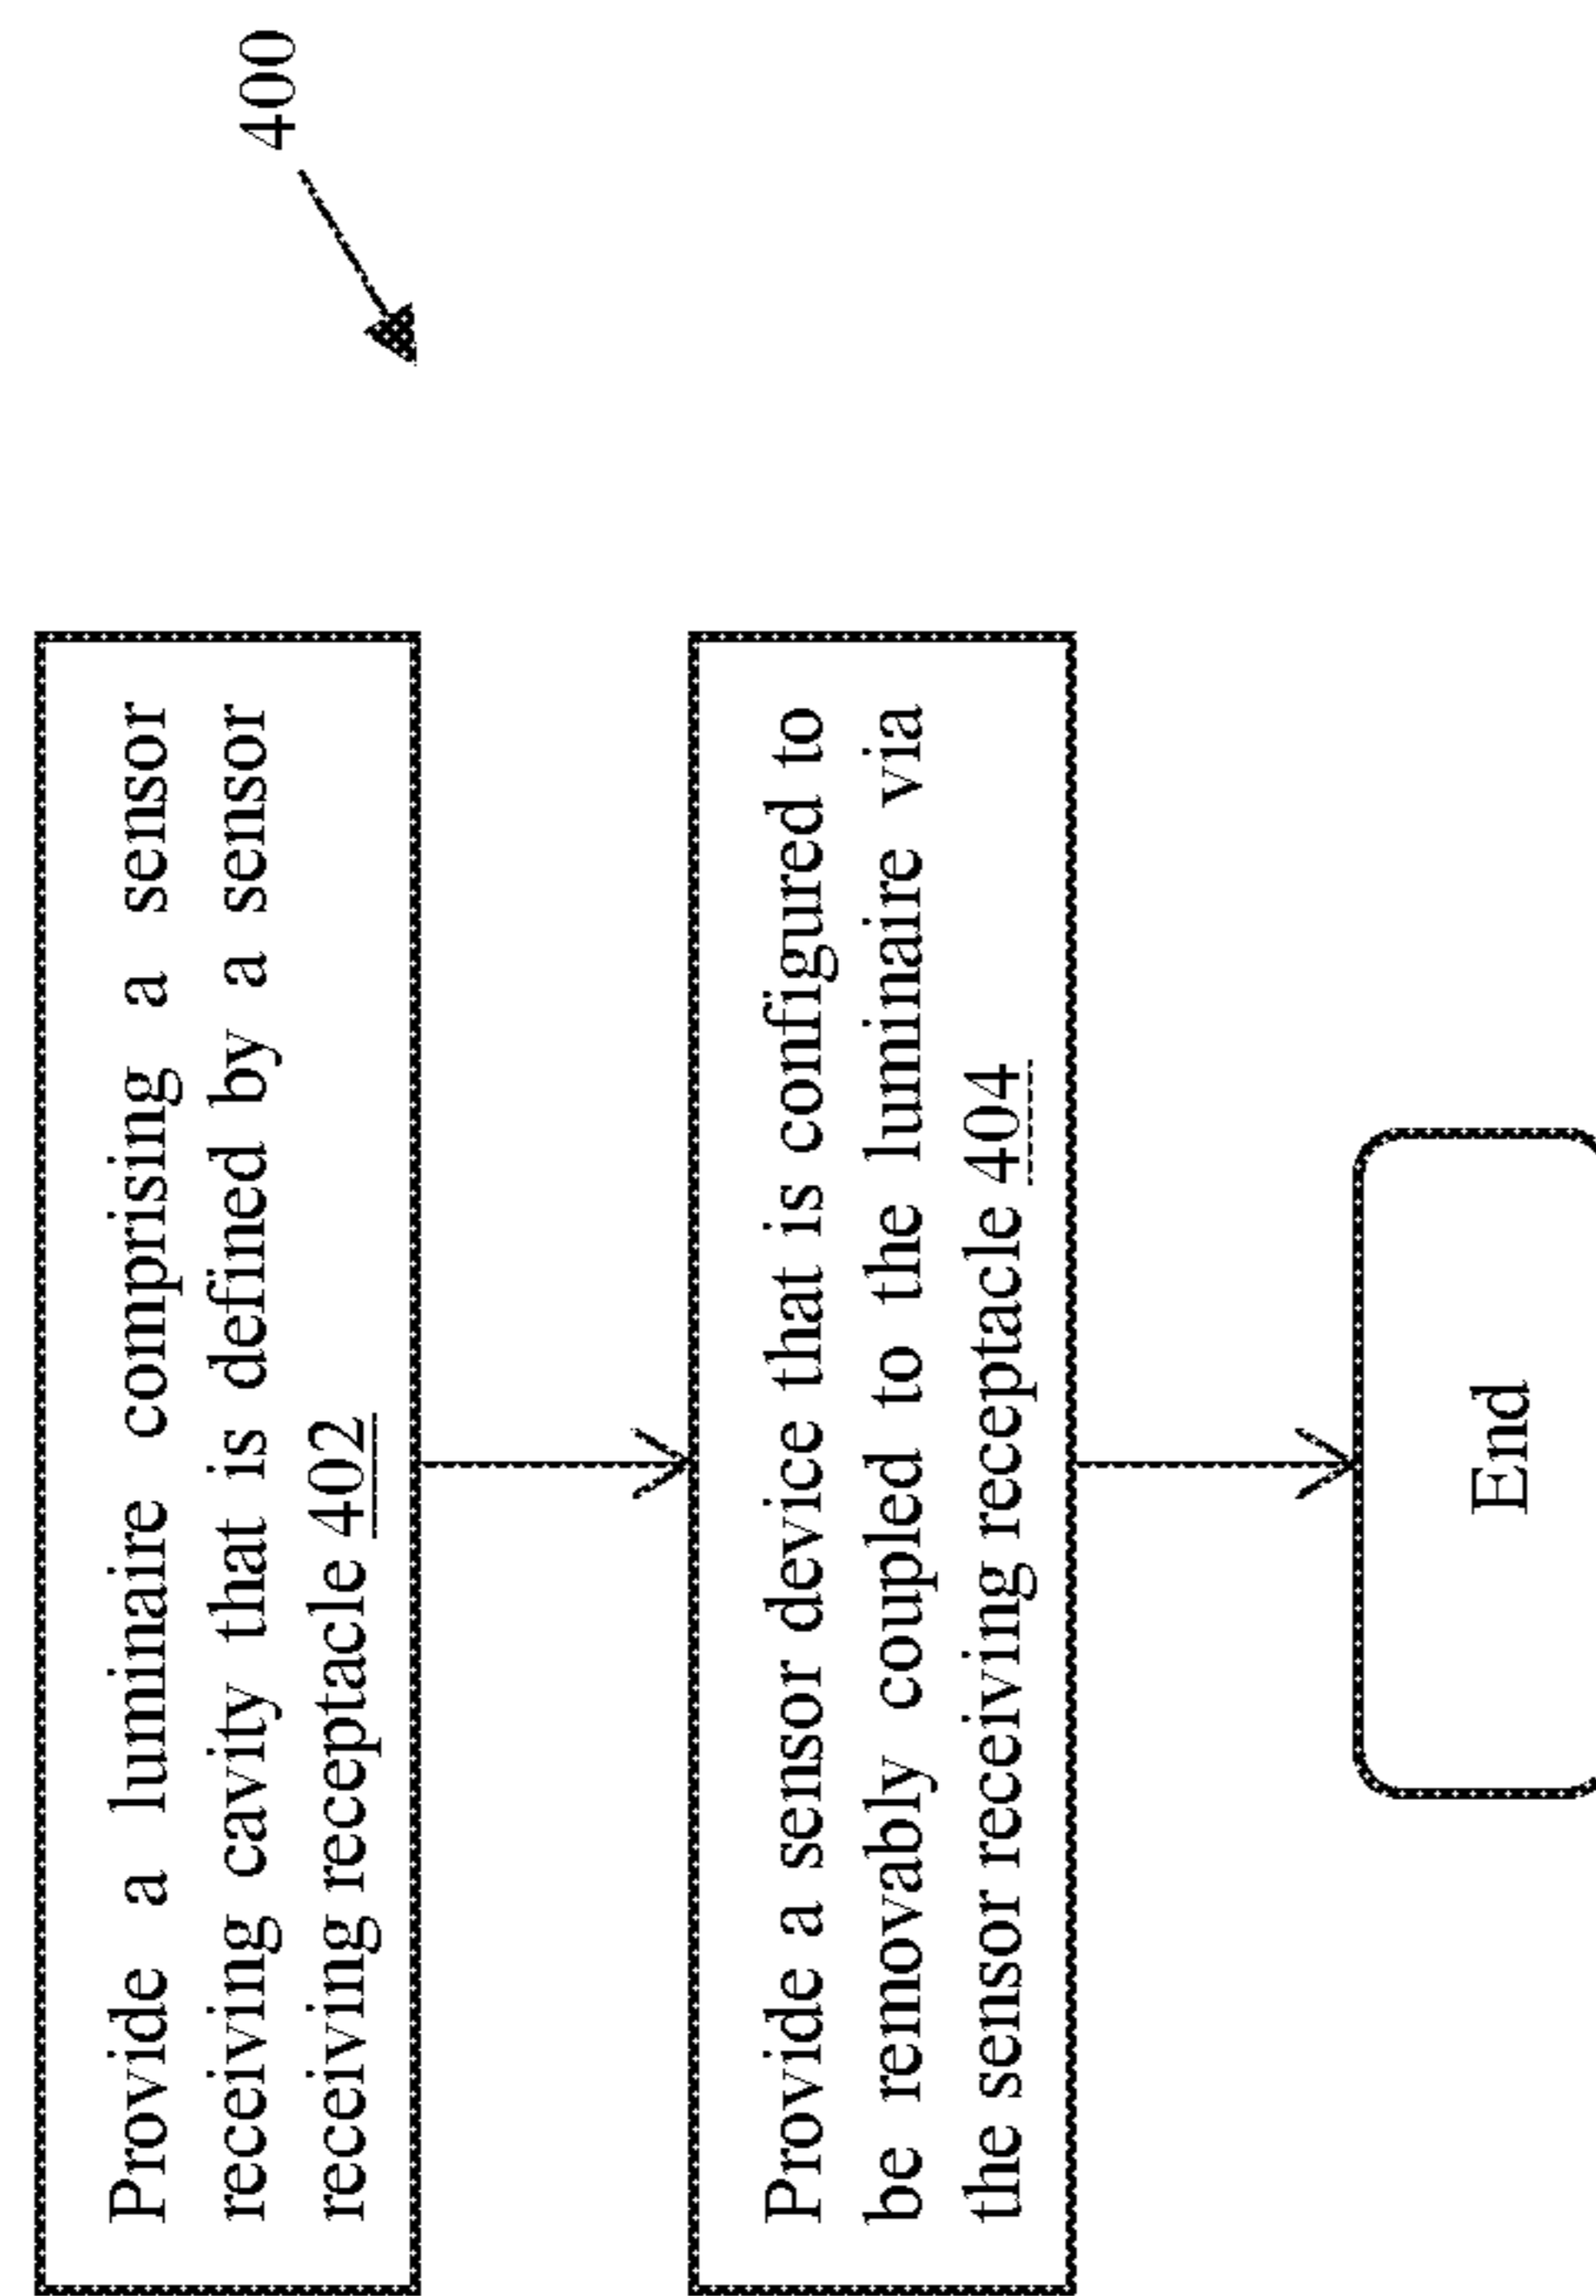 400
Provide a luminaire comprising a sensor
receiving cavity that is defined by a sensor
receiving receptacle 402
Provide a sensor device that is configured to
be removably coupled to the luminaire via
the sensor receiving receptacle 404
End